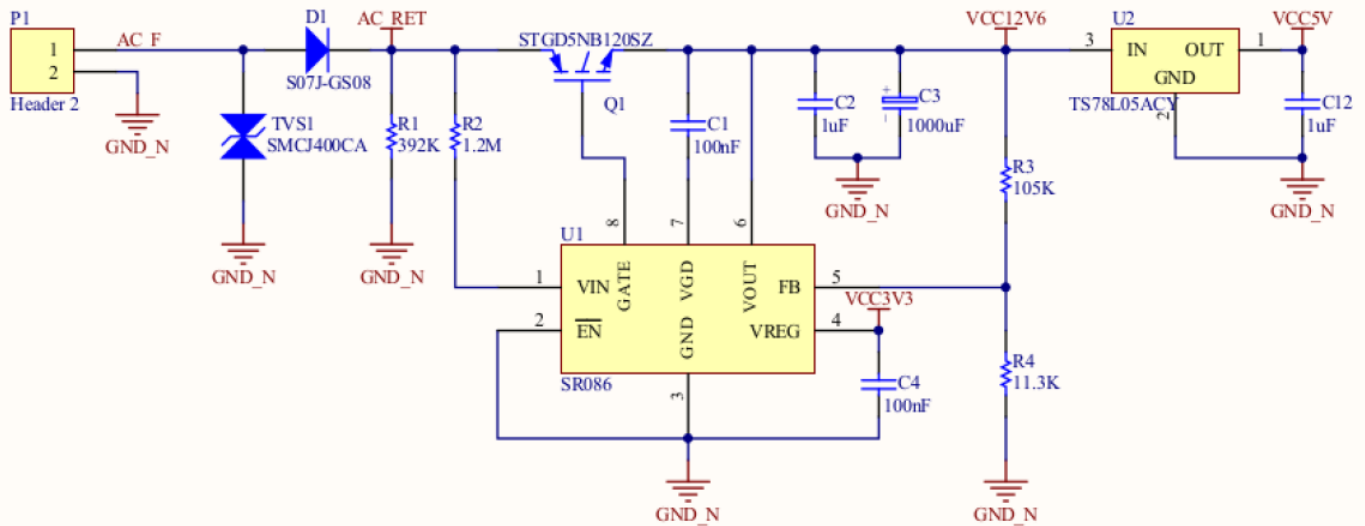 P1
1
2
Header 2
AC_F
GND_N
D1
S07J-GS08
TVS1
SMCJ400CA
GND_N
AC_RET
R1
392K
GND_N
R2
1.2M
STGD5NB120SZ
Q1
C1
100nF
C2
1uF
C3
1000uF
+
−
GND_N
VCC12V6
R3
105K
R4
11.3K
GND_N
U2
3
IN
OUT
1
GND
2
TS78L05ACY
VCC5V
C12
1uF
GND_N
U1
8
7
6
1
VIN
GATE
VGD
VOUT
FB
5
2
EN
GND
VREG
4
SR086
3
VCC3V3
C4
100nF
GND_N